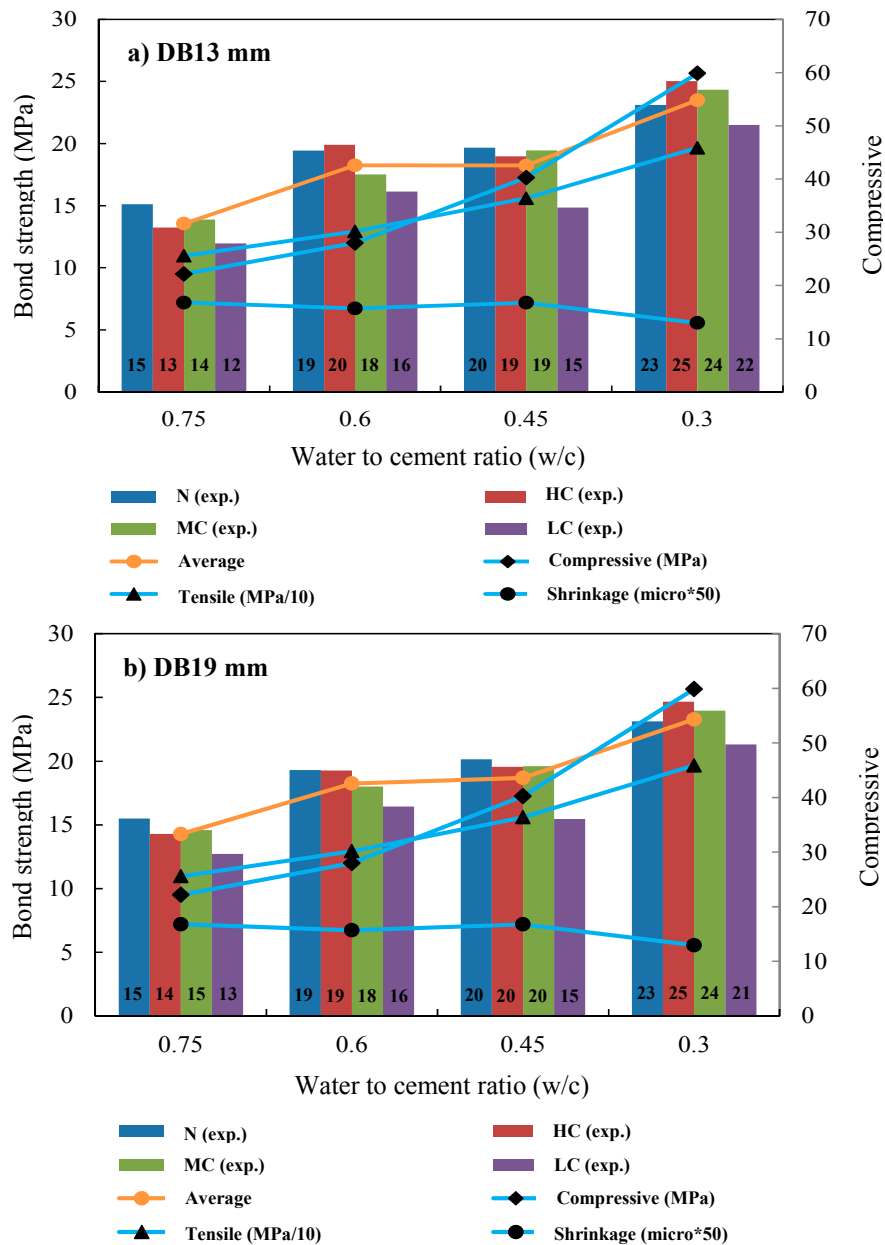 a) DB13 mm
Bond strength (MPa)
30
25
20
15
10
5
0
70
60
50
40
30
20
10
0
Compressive
15 13 14 12 19 20 18 16 20 19 19 15 23 25 24 22
0.75 0.6 0.45 0.3
Water to cement ratio (w/c)
N (exp.) HC (exp.)
MC (exp.) LC (exp.)
Average Compressive (MPa)
Tensile (MPa/10) Shrinkage (micro*50)
b) DB19 mm
Bond strength (MPa)
30
25
20
15
10
5
0
70
60
50
40
30
20
10
0
Compressive
15 14 15 13 19 19 18 16 20 20 20 15 23 25 24 21
0.75 0.6 0.45 0.3
Water to cement ratio (w/c)
N (exp.) HC (exp.)
MC (exp.) LC (exp.)
Average Compressive (MPa)
Tensile (MPa/10) Shrinkage (micro*50)